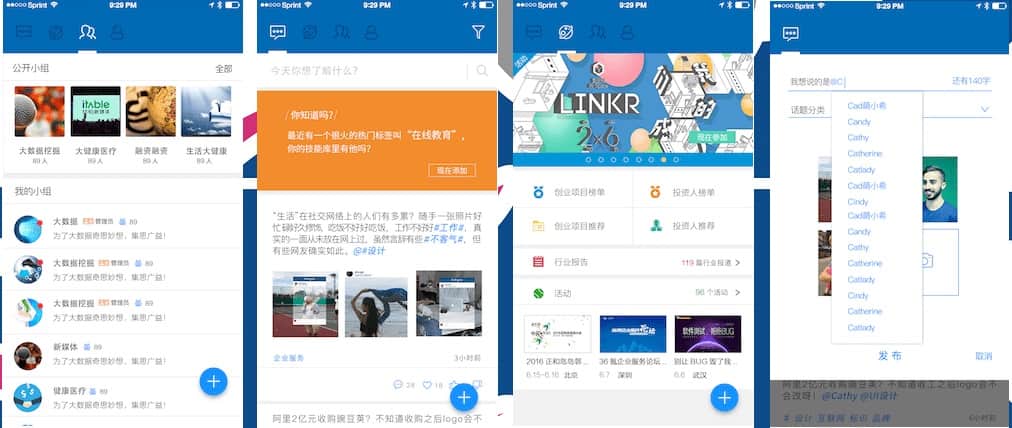 Sprint 9:29 PM
公开小组 全部
大数据挖掘 大健康医疗 融资融资 生活大健康
89人 89人 89人 89人
我的小组
大数据 管理员 89
为了大数据奇思妙想，集思广益！
大数据挖掘 管理员 89
为了大数据奇思妙想，集思广益！
大数据挖掘 管理员 89
为了大数据奇思妙想，集思广益！
新媒体 89
为了大数据奇思妙想，集思广益！
健康医疗 89
为了大数据奇思妙想，集思广益！
Sprint 9:29 PM
今天你想了解什么？
/你知道吗？/
最近有一个很火的热门标签叫“在线教育”，
你的技能库里有他吗？
现在添加
“生活”在社交网络上的人们有多累？随手一张照片好
忙碌好久修饰，吃饭不好好吃饭，工作不好好#工作#，真
实的一面从未放在网上过，虽然言辞有些#不客气#，但
有些网友确实如此。@#设计
企业服务 3小时前
28 16
阿里2亿元收购豌豆荚？不知道收购之后logo会不
Sprint 9:29 PM
活动
LINKR
2×6
现在参加
创业项目榜单 投资人榜单
创业项目推荐 投资人推荐
行业报告 119 篇行业报道
活动 56 个活动
2016 正和岛岛邻... 36 氪企业服务论坛... 别让 BUG 毁了我...
6.15-6.16 北京 6.7 深圳 6.6 武汉
Sprint 9:29 PM
我想说的是@C 还有140字
话题分类
Cad萌小希
Candy
Cathy
Catherine
Catlady
Cad萌小希
Cindy
Cad萌小希
Candy
Cathy
Catherine
Catlady
Cindy
Catherine
Catlady
发布 取消
阿里2亿元收购豌豆荚？不知道收工之后logo会不
会改呀！@Cathy @UI设计
# 设计 互联网 标识 品牌 6小时前